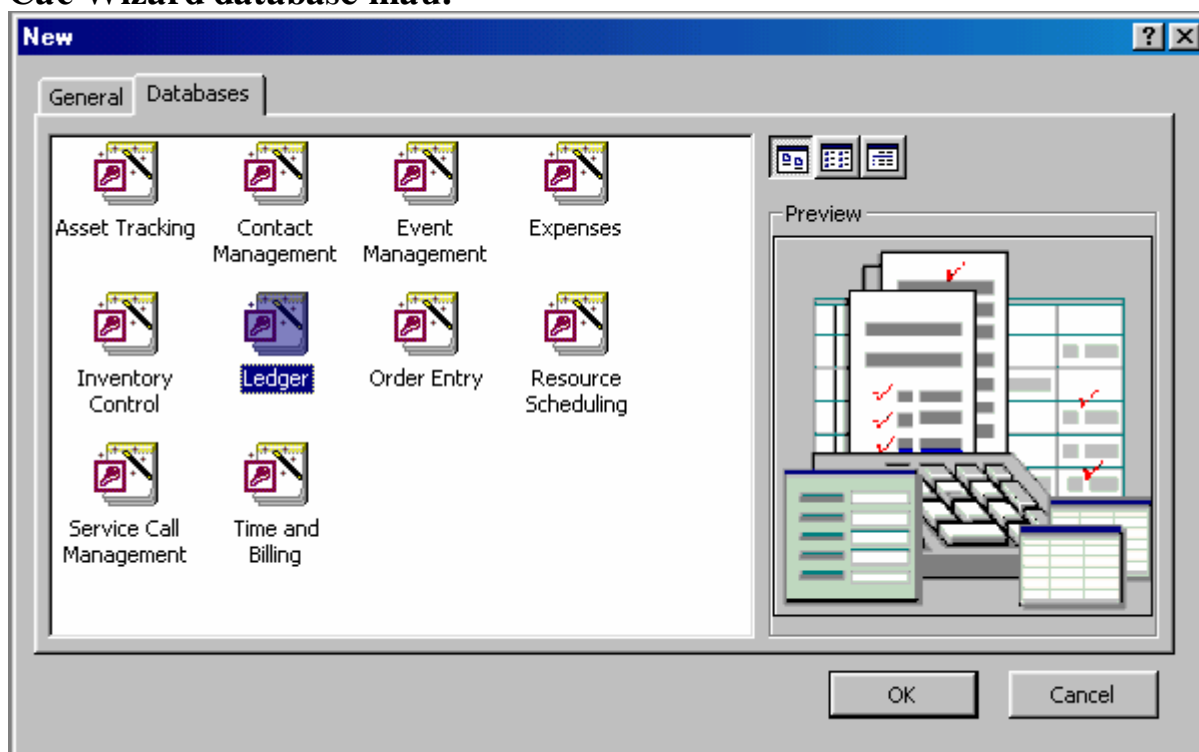 Các Wizard database mẫu:
New
General Databases
Asset Tracking
Contact
Management
Event
Management
Expenses
Inventory
Control
Ledger
Order Entry
Resource
Scheduling
Service Call
Management
Time and
Billing
Preview
OK Cancel